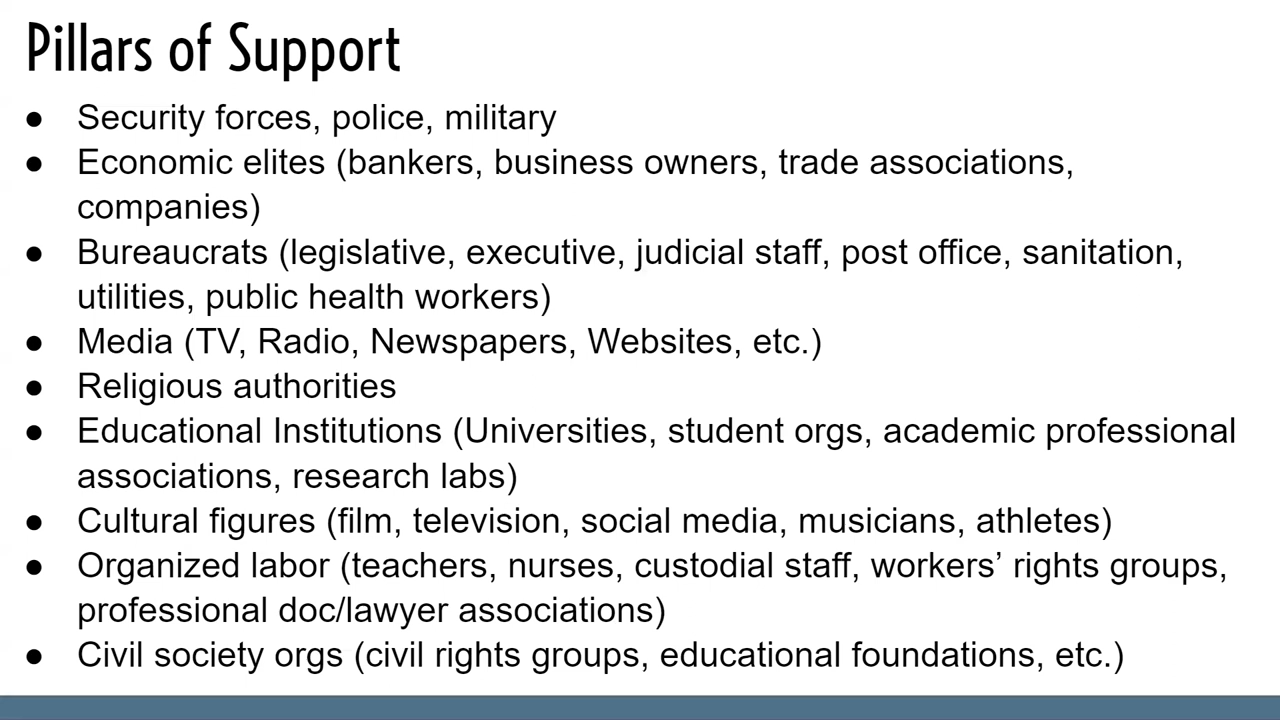 Pillars of Support
● Security forces, police, military
● Economic elites (bankers, business owners, trade associations,
companies)
● Bureaucrats (legislative, executive, judicial staff, post office, sanitation,
utilities, public health workers)
● Media (TV, Radio, Newspapers, Websites, etc.)
● Religious authorities
● Educational Institutions (Universities, student orgs, academic professional
associations, research labs)
● Cultural figures (film, television, social media, musicians, athletes)
● Organized labor (teachers, nurses, custodial staff, workers’ rights groups,
professional doc/lawyer associations)
● Civil society orgs (civil rights groups, educational foundations, etc.)